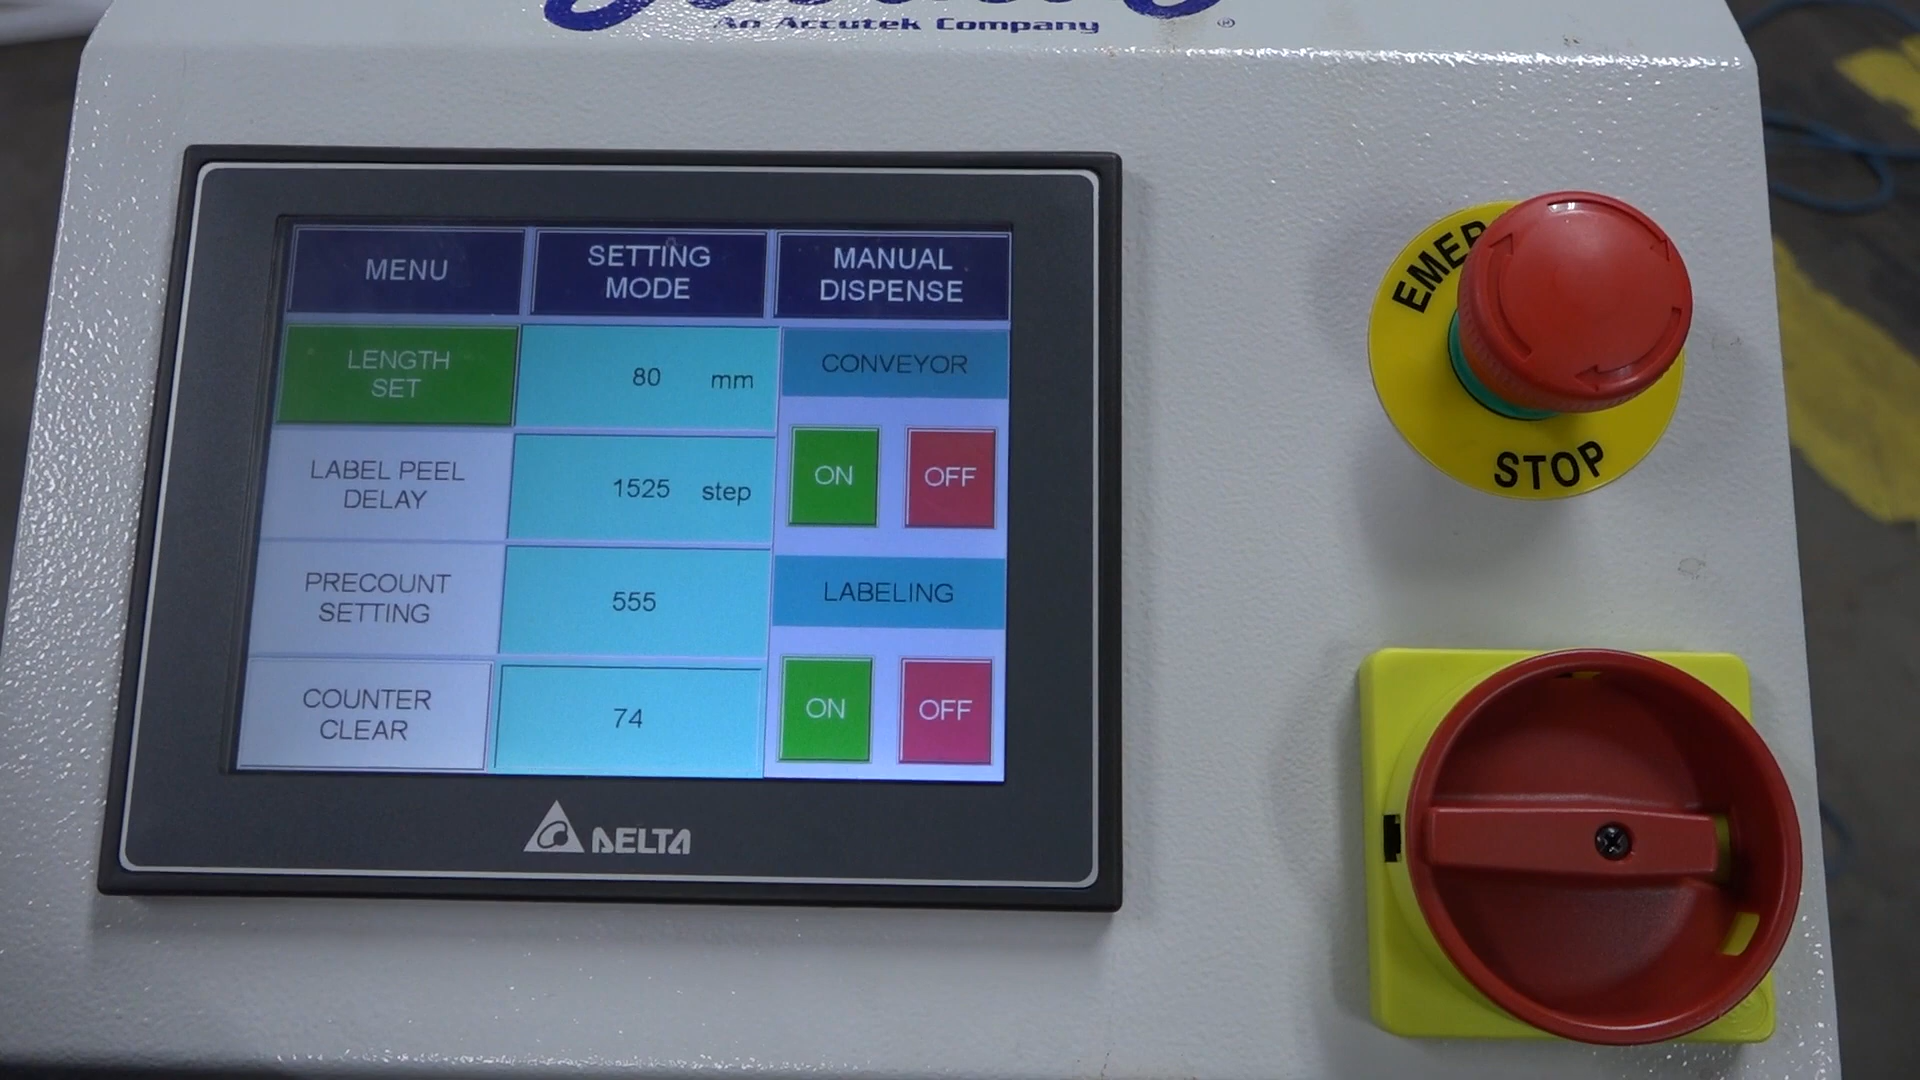 An Accutek Company
®
MENU
SETTING
MODE
MANUAL
DISPENSE
LENGTH
SET
80 mm
CONVEYOR
LABEL PEEL
DELAY
1525 step
ON
OFF
PRECOUNT
SETTING
555
LABELING
COUNTER
CLEAR
74
ON
OFF
DELTA
EMER
STOP